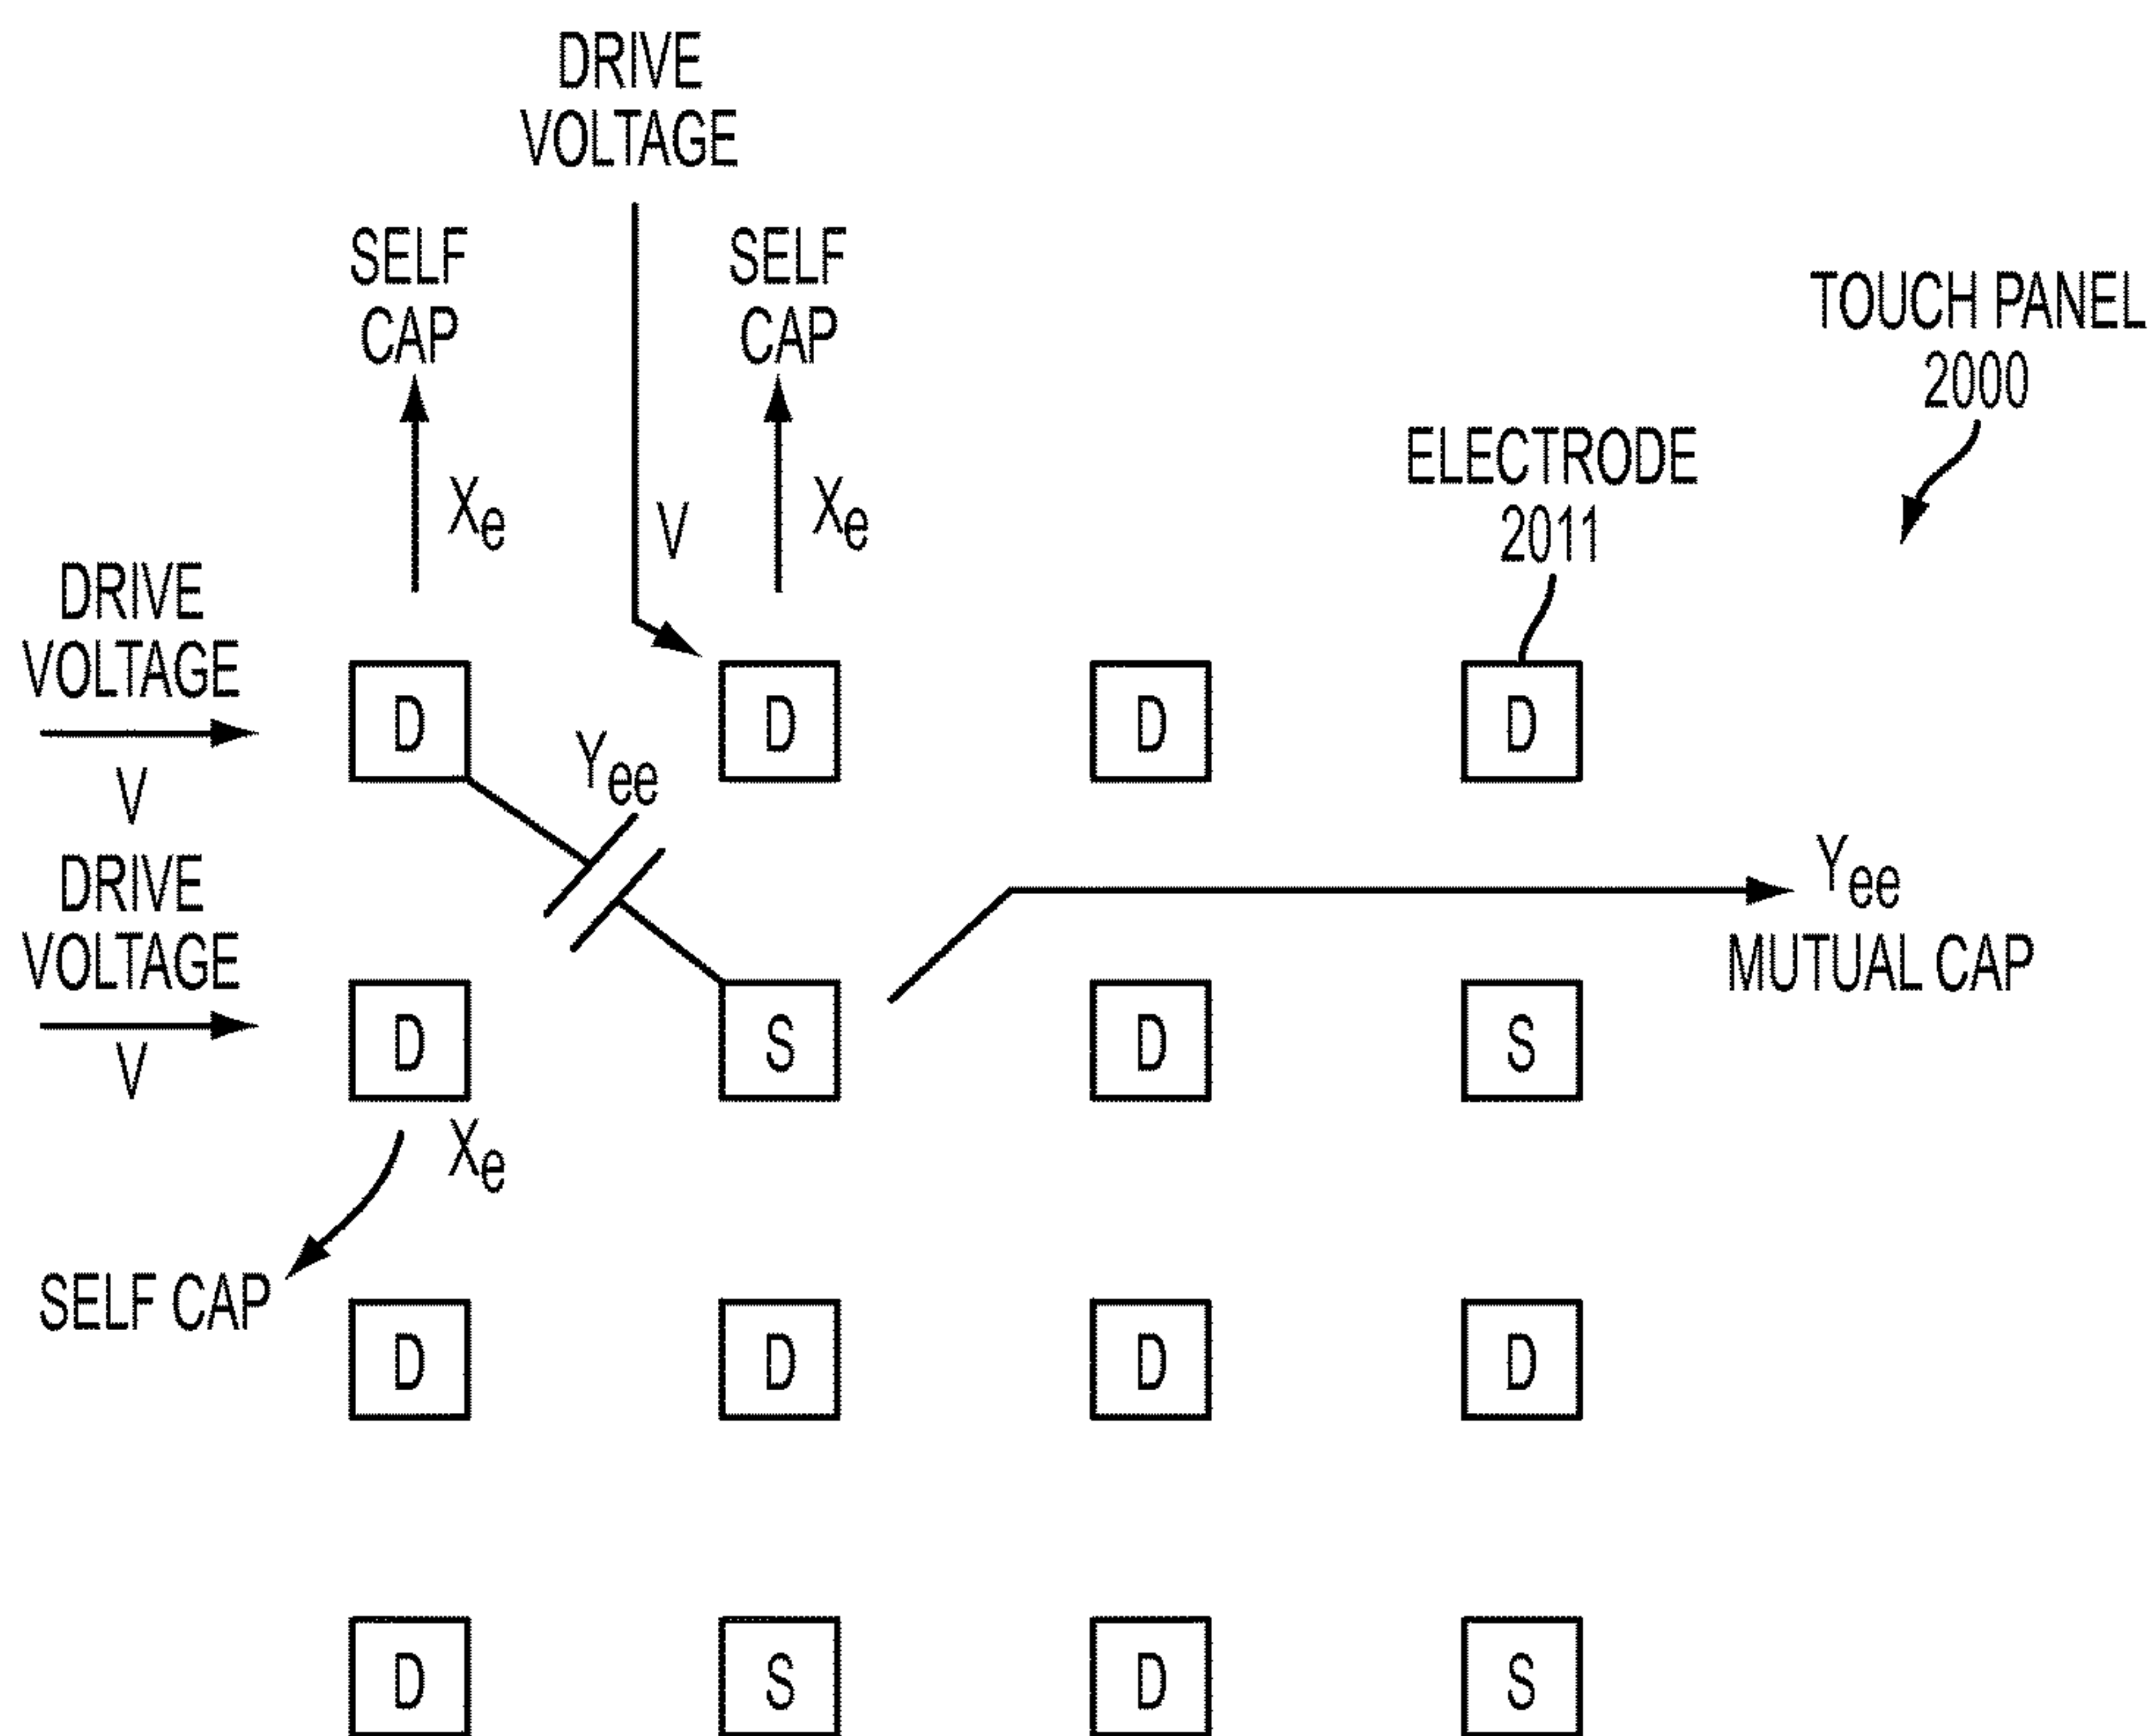 DRIVE
VOLTAGE
SELF
CAP
SELF
CAP
TOUCH PANEL
2000
ELECTRODE
2011
Xe
V
Xe
DRIVE
VOLTAGE
V
D
D
D
D
Yee
DRIVE
VOLTAGE
V
Yee
MUTUAL CAP
D
S
D
S
Xe
SELF CAP
D
D
D
D
D
S
D
S